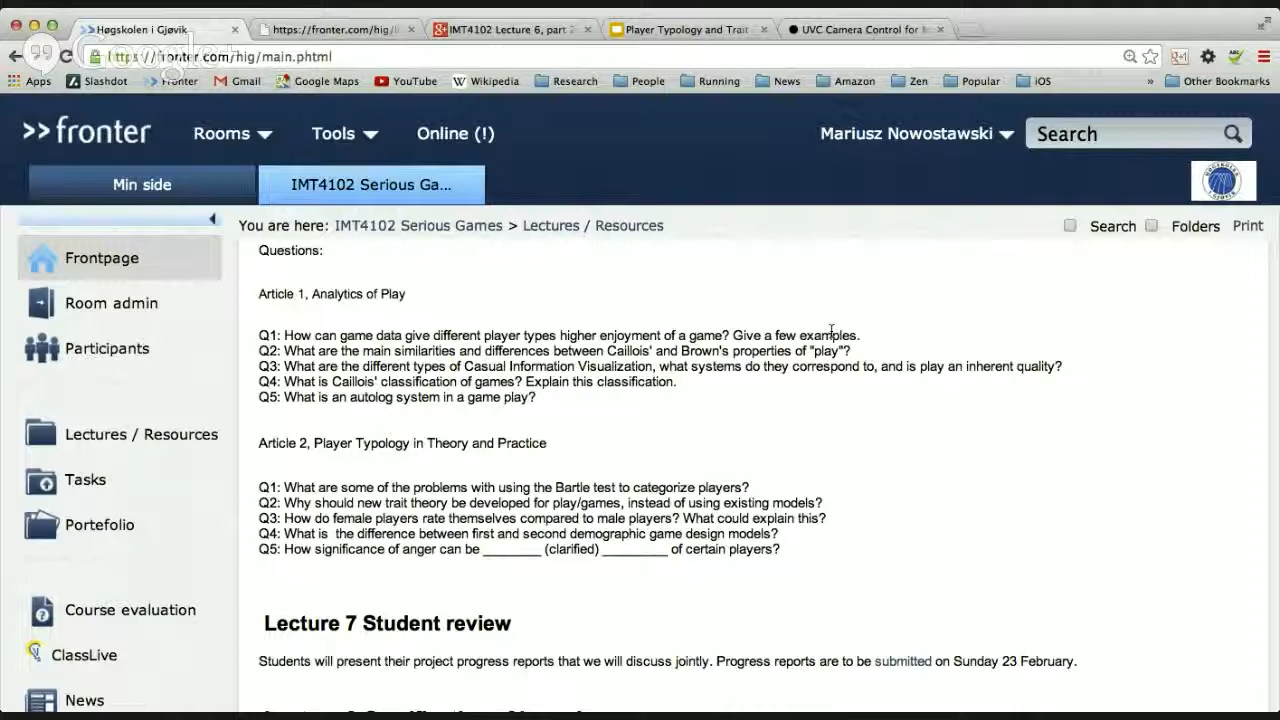 Høgskolen i Gjøvik
https://fronter.com/hig/l
IMT4102 Lecture 6, part 2
Player Typology and Trait
UVC Camera Control for
Google+
https://fronter.com/hig/main.phtml
Apps Slashdot Fronter Gmail Google Maps YouTube Wikipedia Research People Running News Amazon Zen Popular iOS » Other Bookmarks
>>fronter Rooms Tools Online (!) Mariusz Nowostawski Search
Min side IMT4102 Serious Ga...
You are here: IMT4102 Serious Games > Lectures / Resources Search Folders Print
Frontpage
Room admin
Participants
Lectures / Resources
Tasks
Portefolio
Course evaluation
ClassLive
News
Questions:
Article 1, Analytics of Play
Q1: How can game data give different player types higher enjoyment of a game? Give a few examples.
Q2: What are the main similarities and differences between Caillois' and Brown's properties of "play"?
Q3: What are the different types of Casual Information Visualization, what systems do they correspond to, and is play an inherent quality?
Q4: What is Caillois' classification of games? Explain this classification.
Q5: What is an autolog system in a game play?
Article 2, Player Typology in Theory and Practice
Q1: What are some of the problems with using the Bartle test to categorize players?
Q2: Why should new trait theory be developed for play/games, instead of using existing models?
Q3: How do female players rate themselves compared to male players? What could explain this?
Q4: What is  the difference between first and second demographic game design models?
Q5: How significance of anger can be ________ (clarified) _________ of certain players?
Lecture 7 Student review
Students will present their project progress reports that we will discuss jointly. Progress reports are to be submitted on Sunday 23 February.